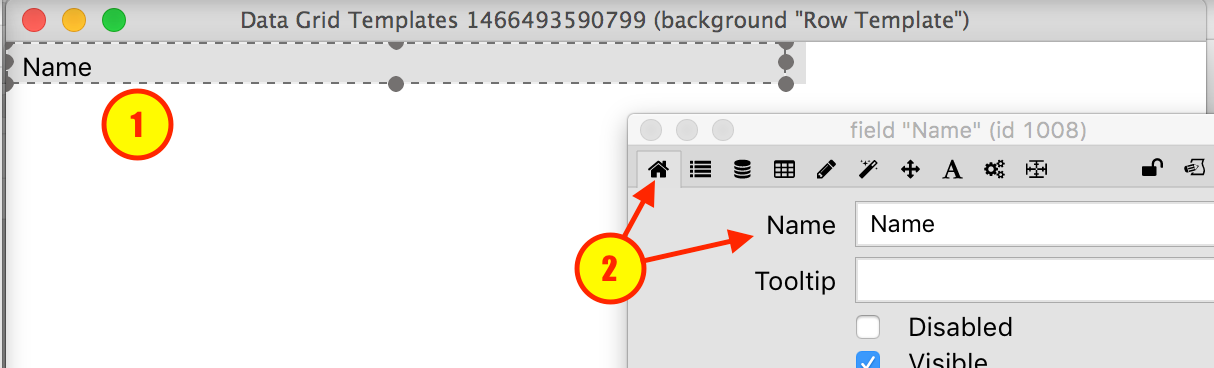 Data Grid Templates 1466493590799 (background "Row Template")
Name
1
field "Name" (id 1008)
A
Name Name
2
Tooltip
Disabled
Visible